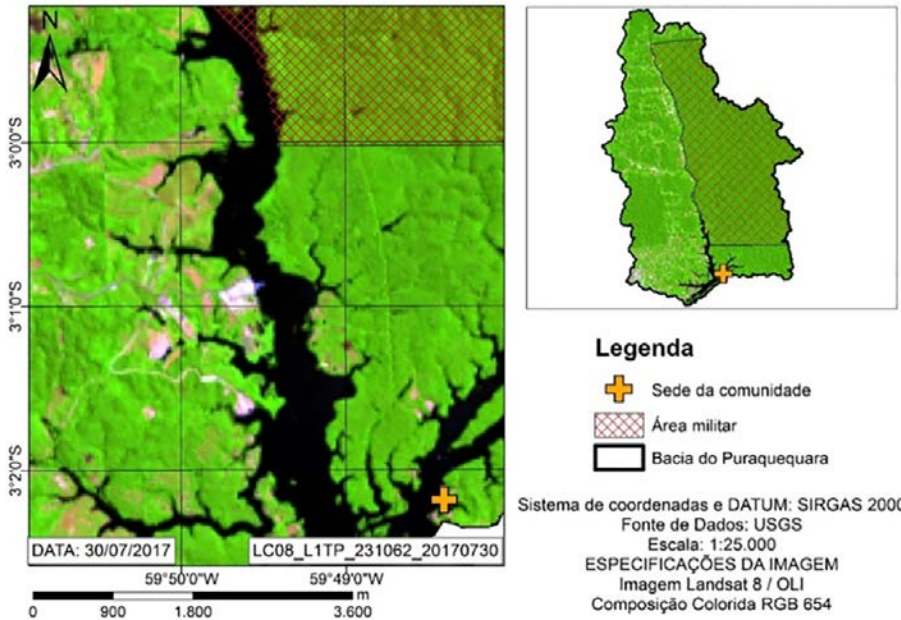 N
3°0'0"S
3°1'0"S
3°2'0"S
DATA: 30/07/2017
LC08_L1TP_231062_20170730
59°50'0"W
59°49'0"W
0 900 1.800 3.600 m
Legenda
Sede da comunidade
Área militar
Bacia do Puraquequara
Sistema de coordenadas e DATUM: SIRGAS 2000
Fonte de Dados: USGS
Escala: 1:25.000
ESPECIFICAÇÕES DA IMAGEM
Imagem Landsat 8 / OLI
Composição Colorida RGB 654